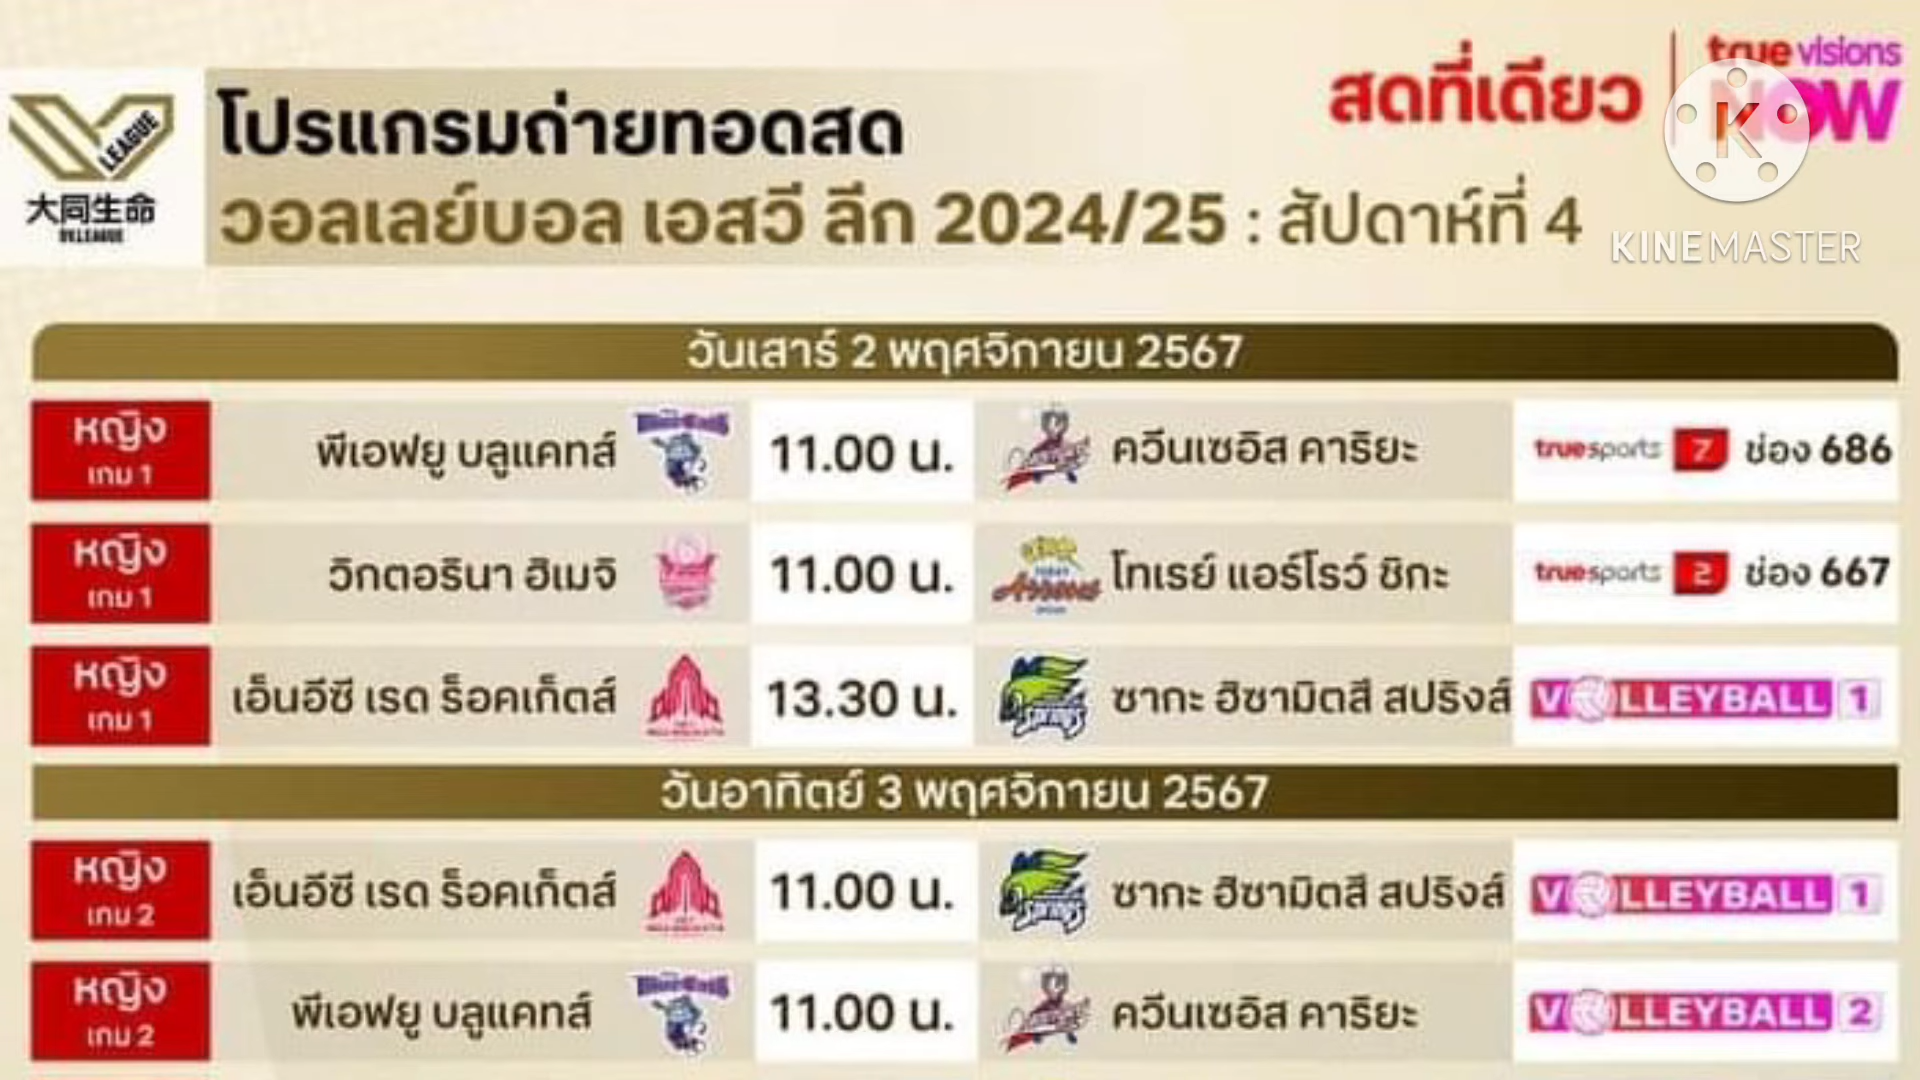 true visions
สดที่เดียว NOW
K
KINEMASTER
LEAGUE
大同生命
SV.LEAGUE
โปรแกรมถ่ายทอดสด
วอลเลย์บอล เอสวี ลีก 2024/25 : สัปดาห์ที่ 4
วันเสาร์ 2 พฤศจิกายน 2567
หญิง เกม 1 พีเอฟยู บลูแคทส์ 11.00 น. ควีนเซอิส คาริยะ truesports 7 ช่อง 686
หญิง เกม 1 วิกตอรินา ฮิเมจิ 11.00 น. Arrows โทเรย์ แอร์โรว์ ชิกะ truesports 2 ช่อง 667
หญิง เกม 1 เอ็นอีซี เรด ร็อคเก็ตส์ 13.30 น. Springs ซากะ ฮิซามิตสึ สปริงส์ VOLLEYBALL 1
วันอาทิตย์ 3 พฤศจิกายน 2567
หญิง เกม 2 เอ็นอีซี เรด ร็อคเก็ตส์ 11.00 น. Springs ซากะ ฮิซามิตสึ สปริงส์ VOLLEYBALL 1
หญิง เกม 2 พีเอฟยู บลูแคทส์ 11.00 น. ควีนเซอิส คาริยะ VOLLEYBALL 2